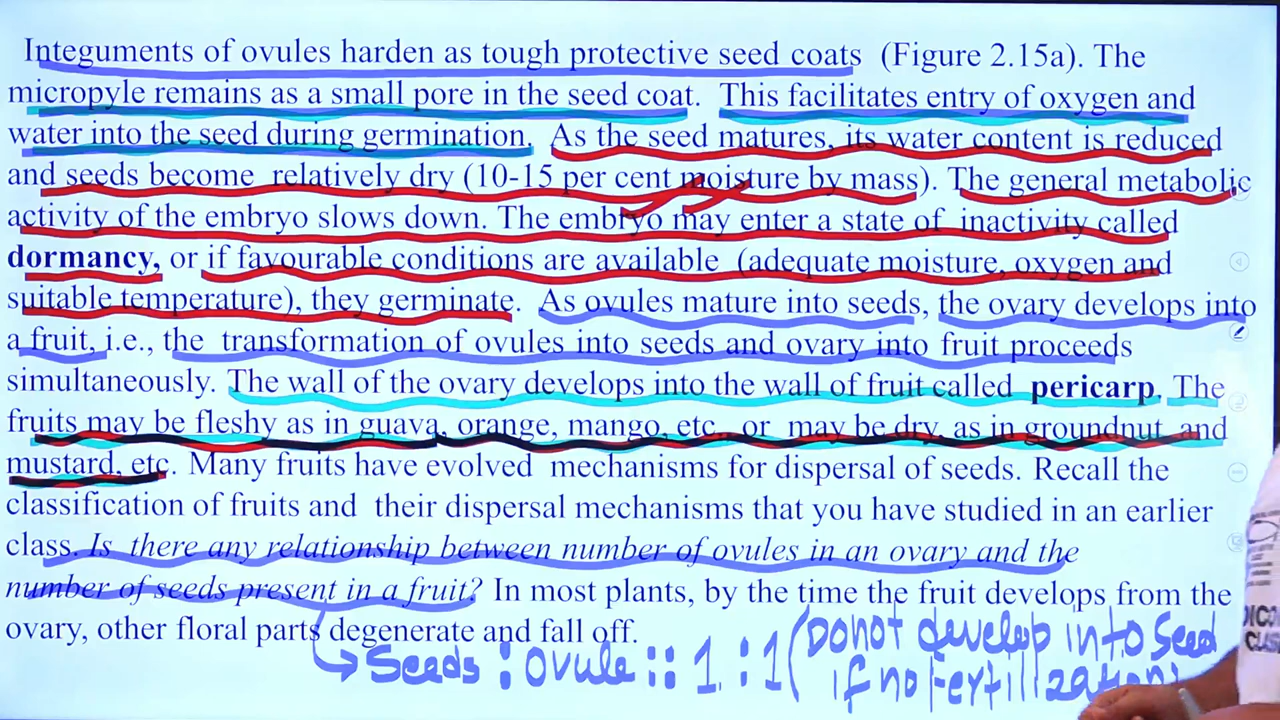 Integuments of ovules harden as tough protective seed coats (Figure 2.15a). The
micropyle remains as a small pore in the seed coat. This facilitates entry of oxygen and
water into the seed during germination. As the seed matures, its water content is reduced
and seeds become relatively dry (10-15 per cent moisture by mass). The general metabolic
activity of the embryo slows down. The embryo may enter a state of inactivity called
dormancy, or if favourable conditions are available (adequate moisture, oxygen and
suitable temperature), they germinate. As ovules mature into seeds, the ovary develops into
a fruit, i.e., the transformation of ovules into seeds and ovary into fruit proceeds
simultaneously. The wall of the ovary develops into the wall of fruit called pericarp. The
fruits may be fleshy as in guava, orange, mango, etc., or may be dry, as in groundnut, and
mustard, etc. Many fruits have evolved mechanisms for dispersal of seeds. Recall the
classification of fruits and their dispersal mechanisms that you have studied in an earlier
class. Is there any relationship between number of ovules in an ovary and the
number of seeds present in a fruit? In most plants, by the time the fruit develops from the
ovary, other floral parts degenerate and fall off.
Seeds : Ovule :: 1 : 1 (Donot develop into Seed
if no Fertilization)